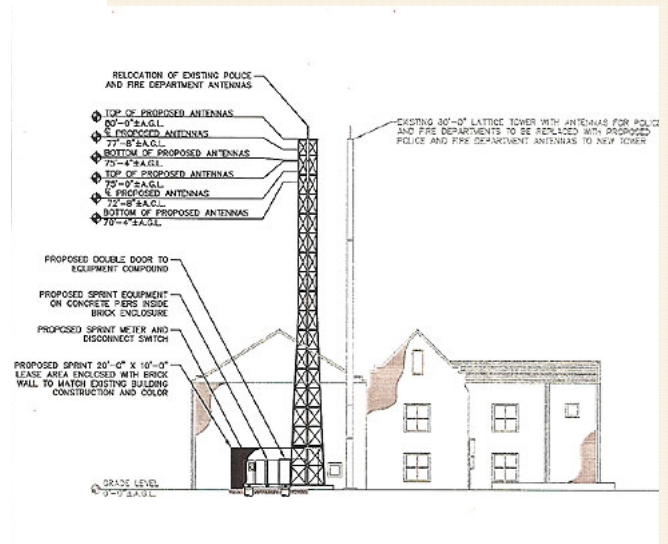 RELOCATION OF EXISTING POLICE
AND FIRE DEPARTMENT ANTENNAS
TOP OF PROPOSED ANTENNAS
80'-0"±A.G.L.
℄ PROPOSED ANTENNAS
77'-8"±A.G.L.
BOTTOM OF PROPOSED ANTENNAS
75'-4"±A.G.L.
TOP OF PROPOSED ANTENNAS
75'-0"±A.G.L.
℄ PROPOSED ANTENNAS
72'-8"±A.G.L.
BOTTOM OF PROPOSED ANTENNAS
70'-4"±A.G.L.
EXISTING 80'-0" LATTICE TOWER WITH ANTENNAS FOR POLICE
AND FIRE DEPARTMENTS TO BE REPLACED WITH PROPOSED
POLICE AND FIRE DEPARTMENT ANTENNAS TO NEW TOWER
PROPOSED DOUBLE DOOR TO
EQUIPMENT COMPOUND
PROPOSED SPRINT EQUIPMENT
ON CONCRETE PIERS INSIDE
BRICK ENCLOSURE
PROPOSED SPRINT METER AND
DISCONNECT SWITCH
PROPOSED SPRINT 20'-0" X 10'-0"
LEASE AREA ENCLOSED WITH BRICK
WALL TO MATCH EXISTING BUILDING
CONSTRUCTION AND COLOR
GRADE LEVEL
0'-0"±A.G.L.